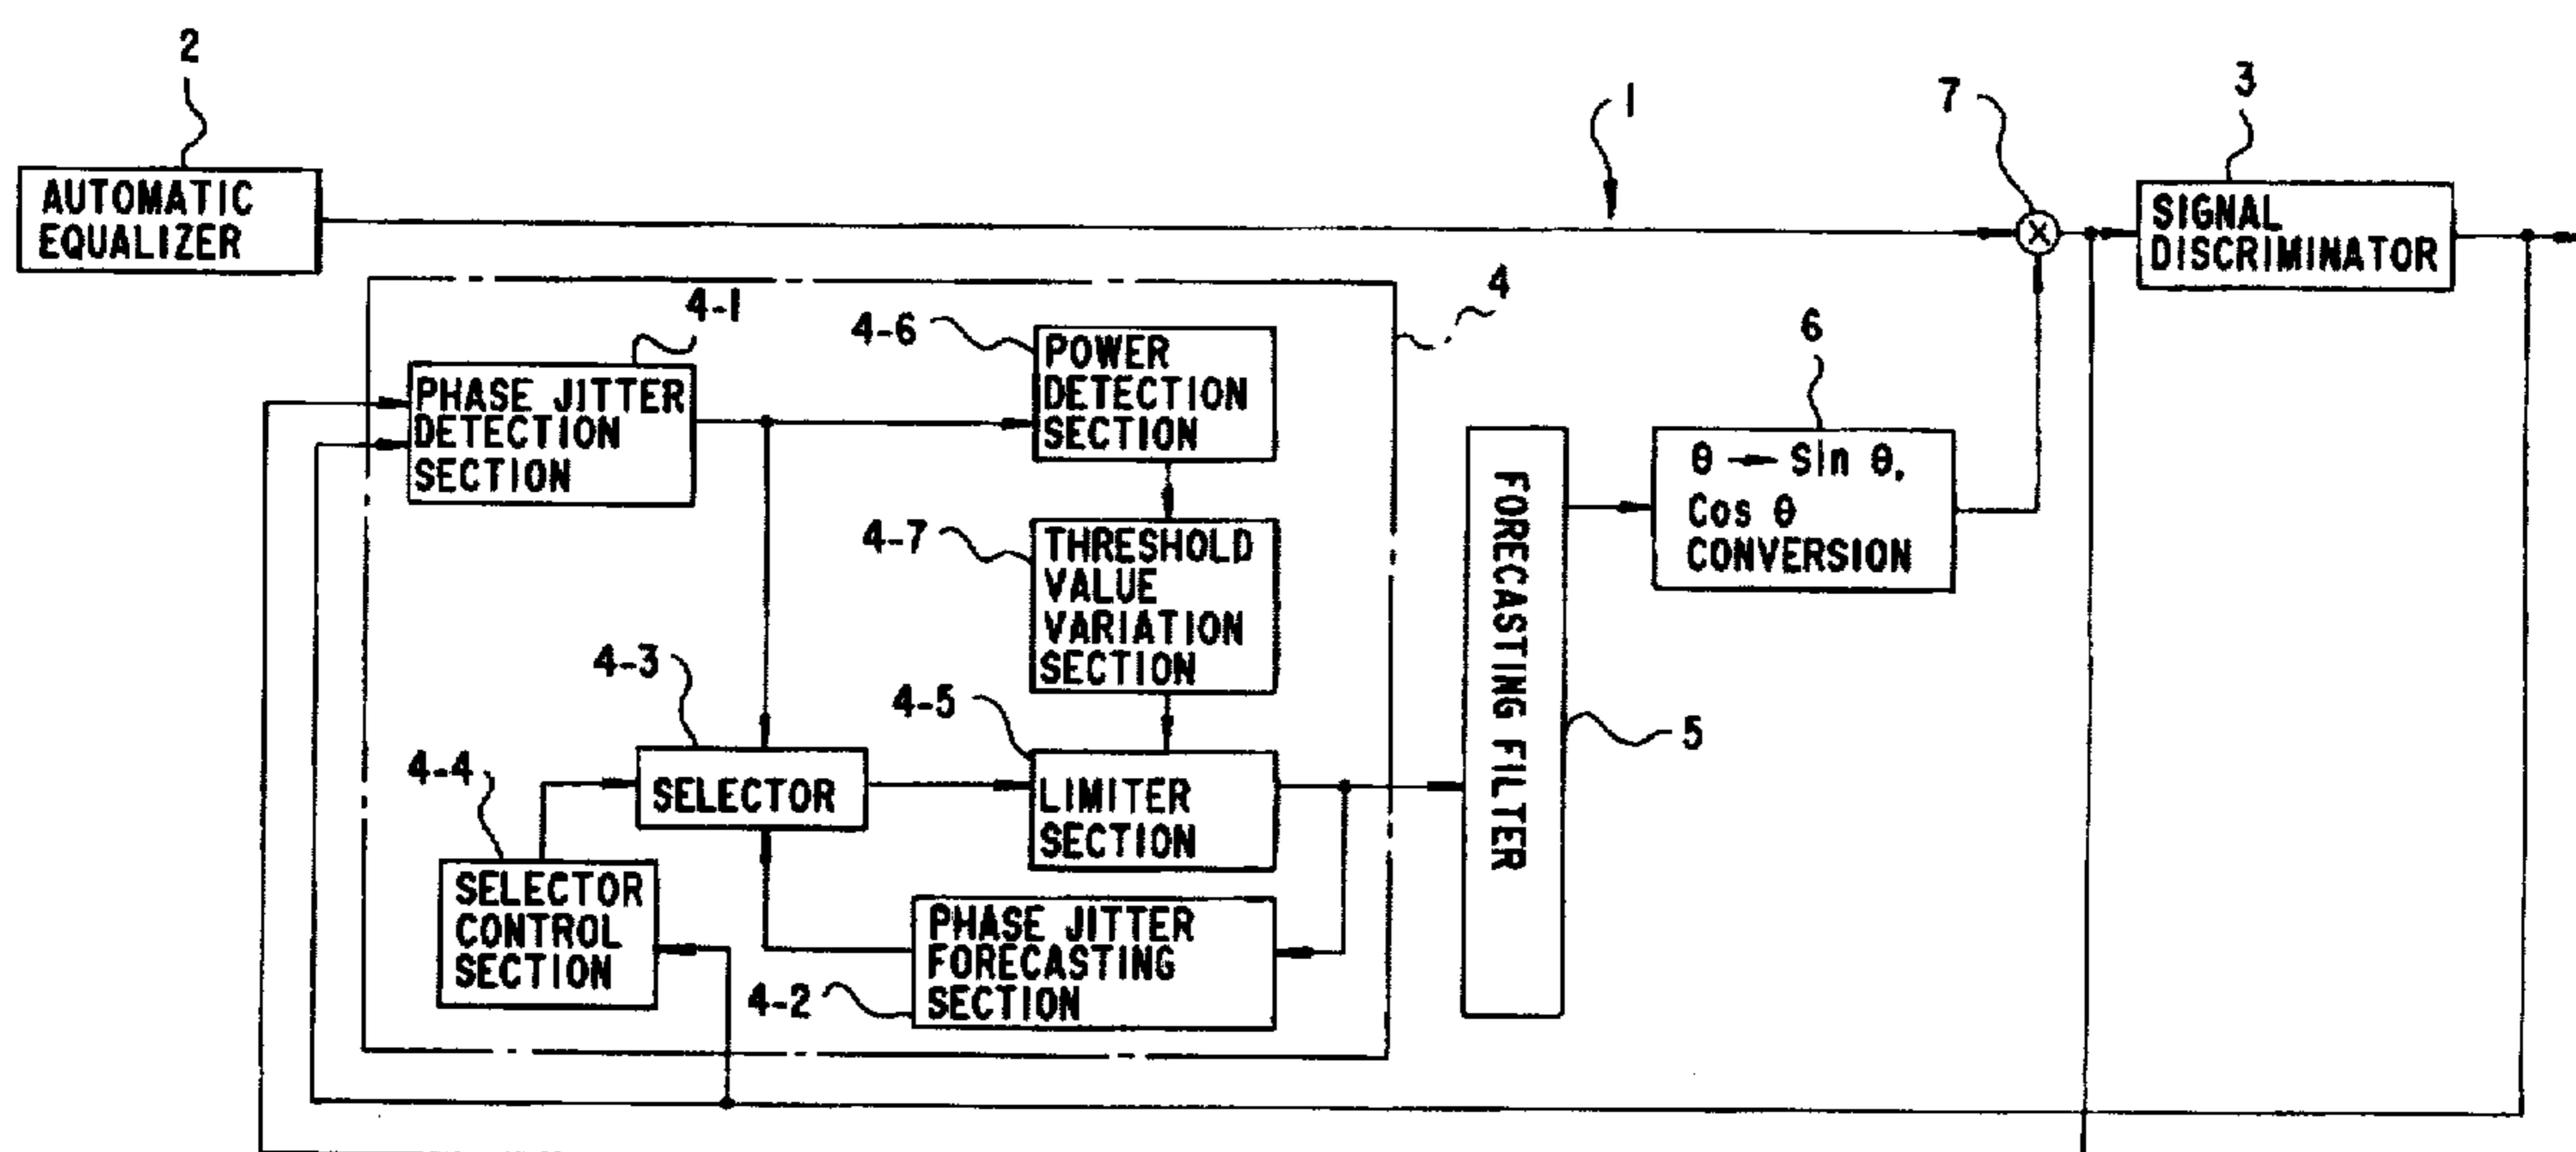 2
1
7
3
AUTOMATIC
EQUALIZER
SIGNAL
DISCRIMINATOR
4
4-1
4-6
POWER
DETECTION
SECTION
6
PHASE JITTER
DETECTION
SECTION
θ → Sin θ,
Cos θ
CONVERSION
FORECASTING FILTER
4-7
THRESHOLD
VALUE
VARIATION
SECTION
4-3
4-5
5
4-4
SELECTOR
LIMITER
SECTION
SELECTOR
CONTROL
SECTION
PHASE JITTER
FORECASTING
SECTION
4-2